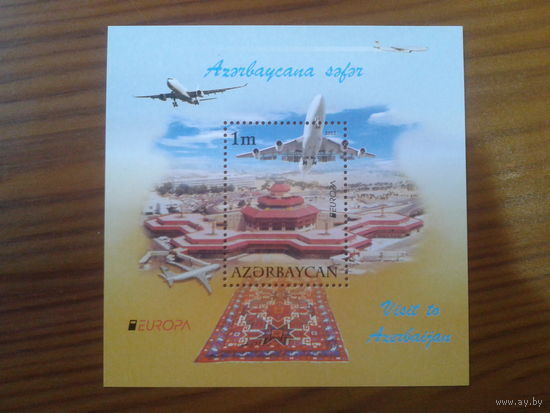 Azərbaycana səfər
1m
2012
EUROPA
AZƏRBAYCAN
EUROPA
Visit to
Azerbaijan
www.ay.by